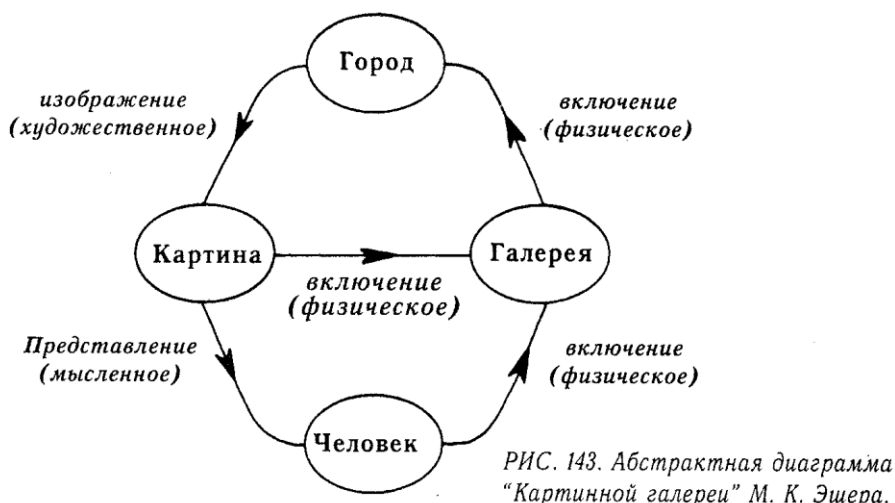 Город
изображение
(художественное)
включение
(физическое)
Картина
Галерея
включение
(физическое)
Представление
(мысленное)
включение
(физическое)
Человек
РИС. 143. Абстрактная диаграмма
“Картинной галереи” М. К. Эшера.